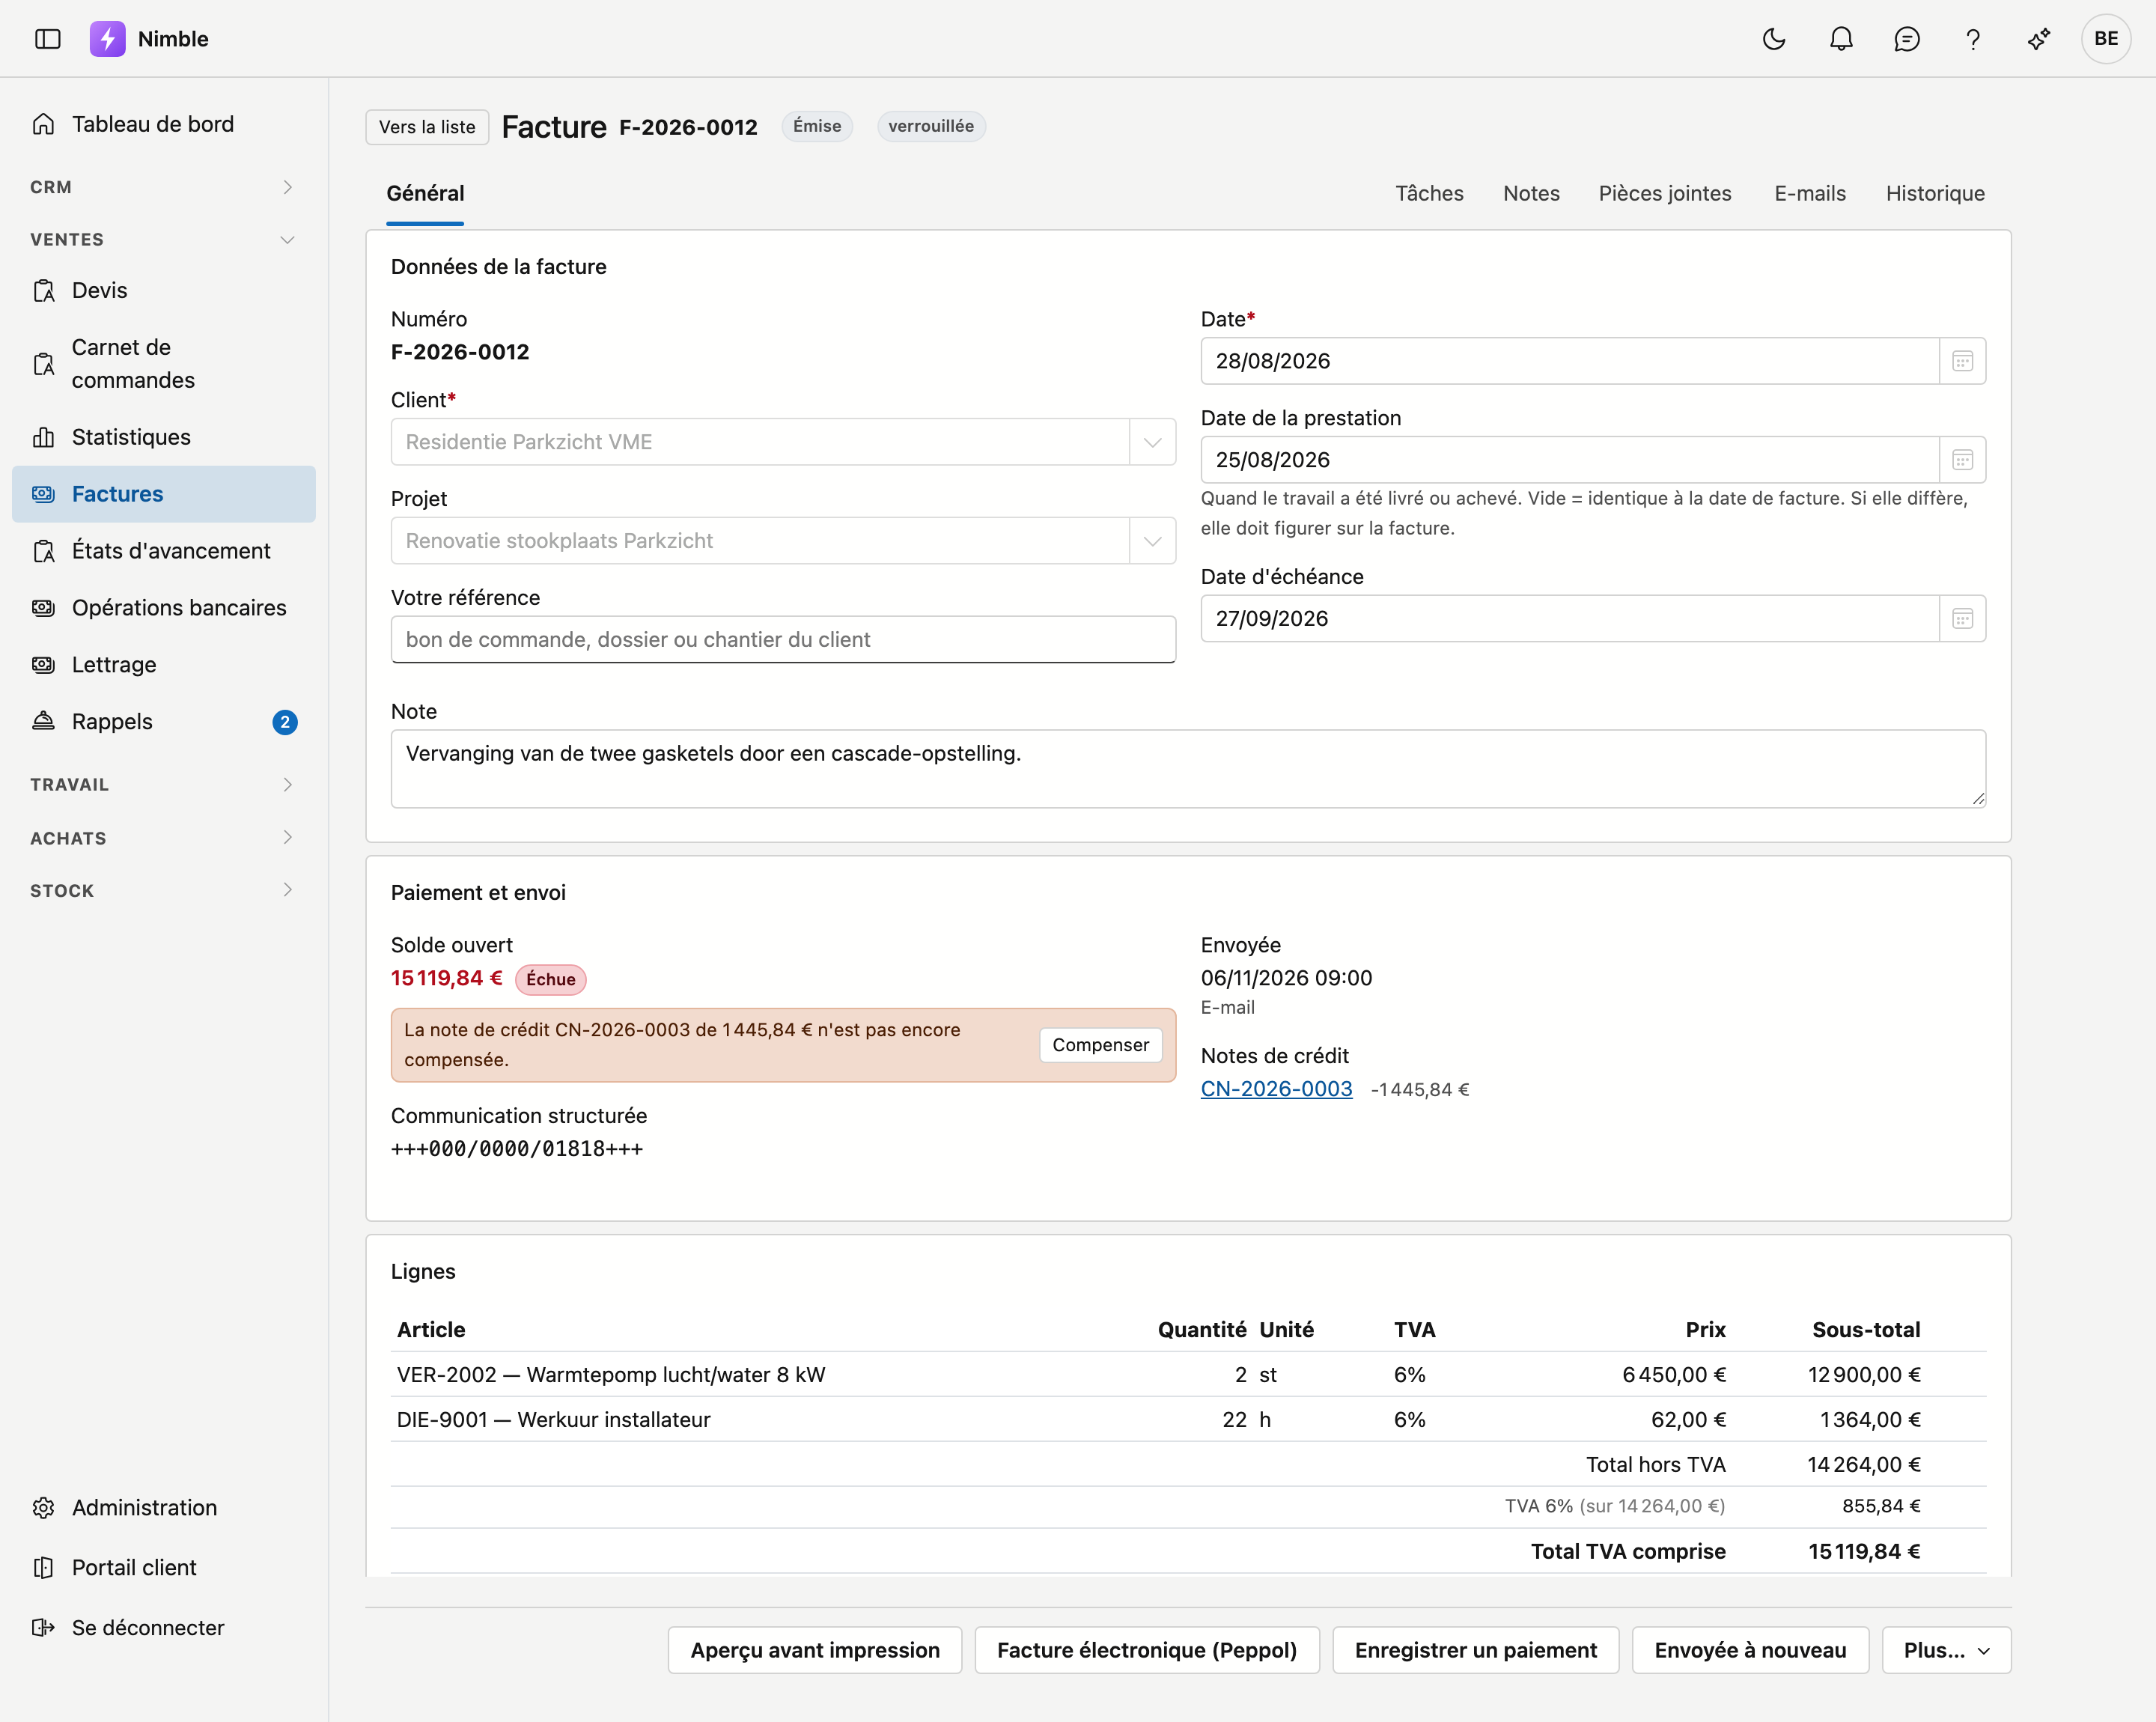 Nimble
BE
Tableau de bord
CRM
VENTES
Devis
Carnet de
commandes
Statistiques
Factures
États d'avancement
Opérations bancaires
Lettrage
Rappels
2
TRAVAIL
ACHATS
STOCK
Administration
Portail client
Se déconnecter
Vers la liste
Facture F-2026-0012
Émise
verrouillée
Général
Tâches
Notes
Pièces jointes
E-mails
Historique
Données de la facture
Numéro
F-2026-0012
Client*
Residentie Parkzicht VME
Projet
Renovatie stookplaats Parkzicht
Votre référence
bon de commande, dossier ou chantier du client
Date*
28/08/2026
Date de la prestation
25/08/2026
Quand le travail a été livré ou achevé. Vide = identique à la date de facture. Si elle diffère,
elle doit figurer sur la facture.
Date d'échéance
27/09/2026
Note
Vervanging van de twee gasketels door een cascade-opstelling.
Paiement et envoi
Solde ouvert
15 119,84 € Échue
La note de crédit CN-2026-0003 de 1 445,84 € n'est pas encore
compensée.
Compenser
Communication structurée
+++000/0000/01818+++
Envoyée
06/11/2026 09:00
E-mail
Notes de crédit
CN-2026-0003 -1 445,84 €
Lignes
Article Quantité Unité TVA Prix Sous-total
VER-2002 — Warmtepomp lucht/water 8 kW 2 st 6% 6 450,00 € 12 900,00 €
DIE-9001 — Werkuur installateur 22 h 6% 62,00 € 1 364,00 €
Total hors TVA 14 264,00 €
TVA 6% (sur 14 264,00 €) 855,84 €
Total TVA comprise 15 119,84 €
Aperçu avant impression
Facture électronique (Peppol)
Enregistrer un paiement
Envoyée à nouveau
Plus...